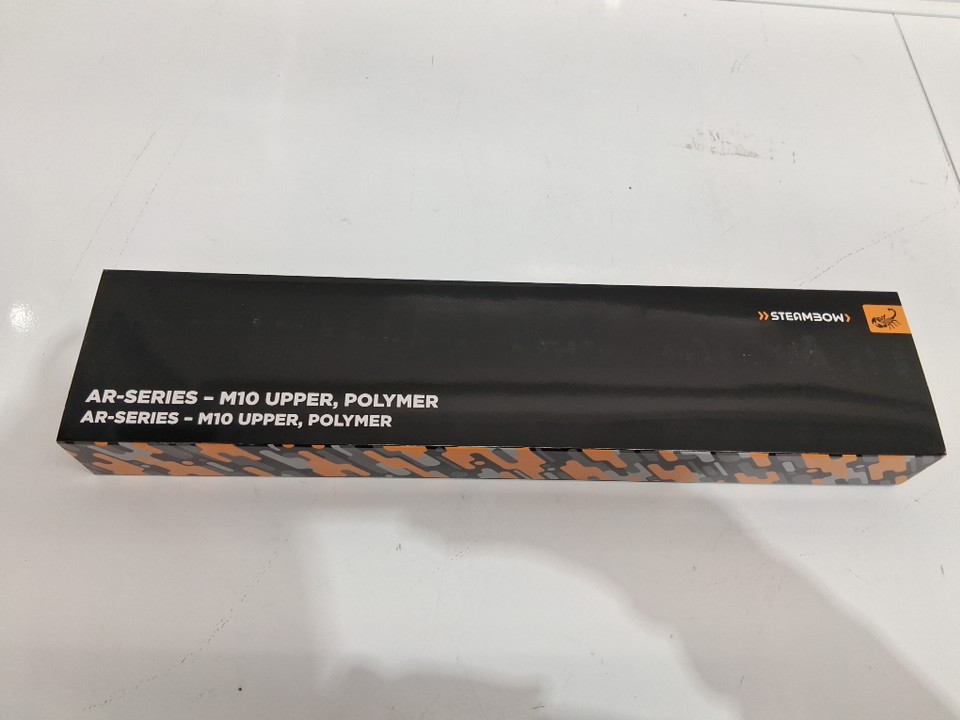 STEAMBOW
AR-SERIES – M10 UPPER, POLYMER
AR-SERIES – M10 UPPER, POLYMER